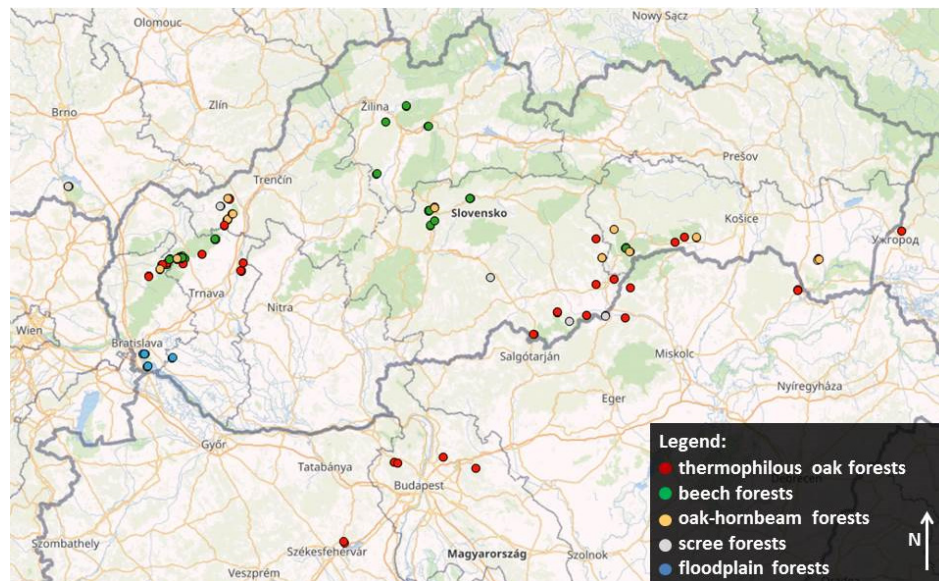 Olomouc
Nowy Sącz
Brno
Zlín
Žilina
Trenčín
Prešov
Slovensko
Košice
Ужгород
Trnava
Nitra
Wien
Bratislava
Salgótarján
Miskolc
Nyíregyháza
Eger
Győr
Tatabánya
Budapest
Debrecen
Szombathely
Székesfehérvár
Veszprém
Magyarország
Szolnok
Legend:
thermophilous oak forests
beech forests
oak-hornbeam forests
scree forests
floodplain forests
N